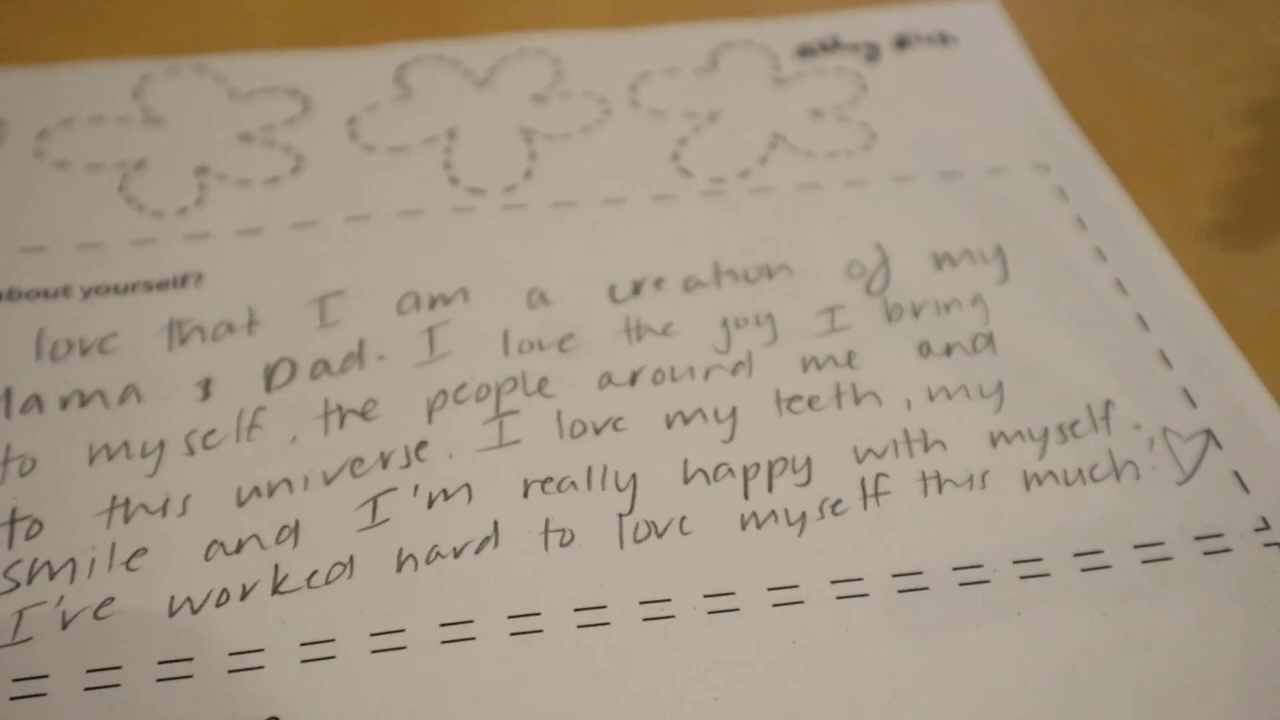 about yourself?
love that I am a creation of my
Mama & Dad. I love the joy I bring
to myself, the people around me and
to this universe. I love my teeth, my
smile and I'm really happy with myself.
I've worked hard to love myself this much!